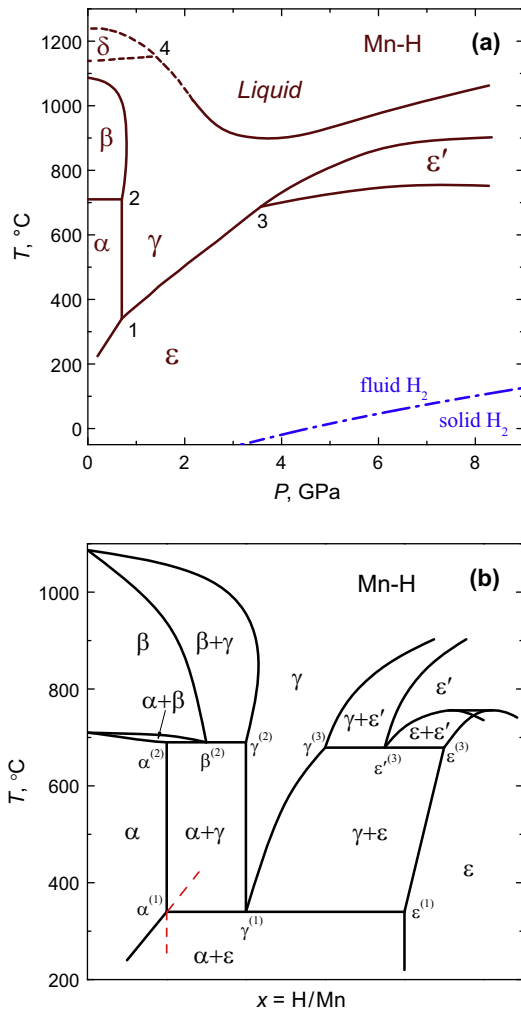 1200
1000
800
600
400
200
0
T, °C
Mn-H
(a)
δ
4
Liquid
β
ε′
2
3
α
γ
1
ε
fluid H₂
solid H₂
0 2 4 6 8
P, GPa
1000
800
600
400
200
T, °C
Mn-H
(b)
β
β+γ
γ
α+β
γ+ε′
ε′
ε+ε′
α⁽²⁾
β⁽²⁾
γ⁽²⁾
γ⁽³⁾
ε′⁽³⁾
ε⁽³⁾
α
α+γ
γ+ε
ε
α⁽¹⁾
γ⁽¹⁾
ε⁽¹⁾
α+ε
x = H/Mn